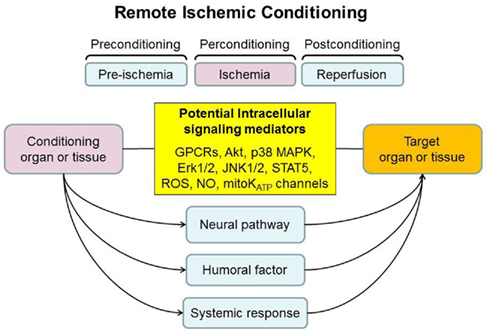 Remote Ischemic Conditioning
Preconditioning Perconditioning Postconditioning
Pre-ischemia Ischemia Reperfusion
Potential Intracellular
signaling mediators
GPCRs, Akt, p38 MAPK,
Erk1/2, JNK1/2, STAT5,
ROS, NO, mitoKATP channels
Conditioning
organ or tissue
Target
organ or tissue
Neural pathway
Humoral factor
Systemic response